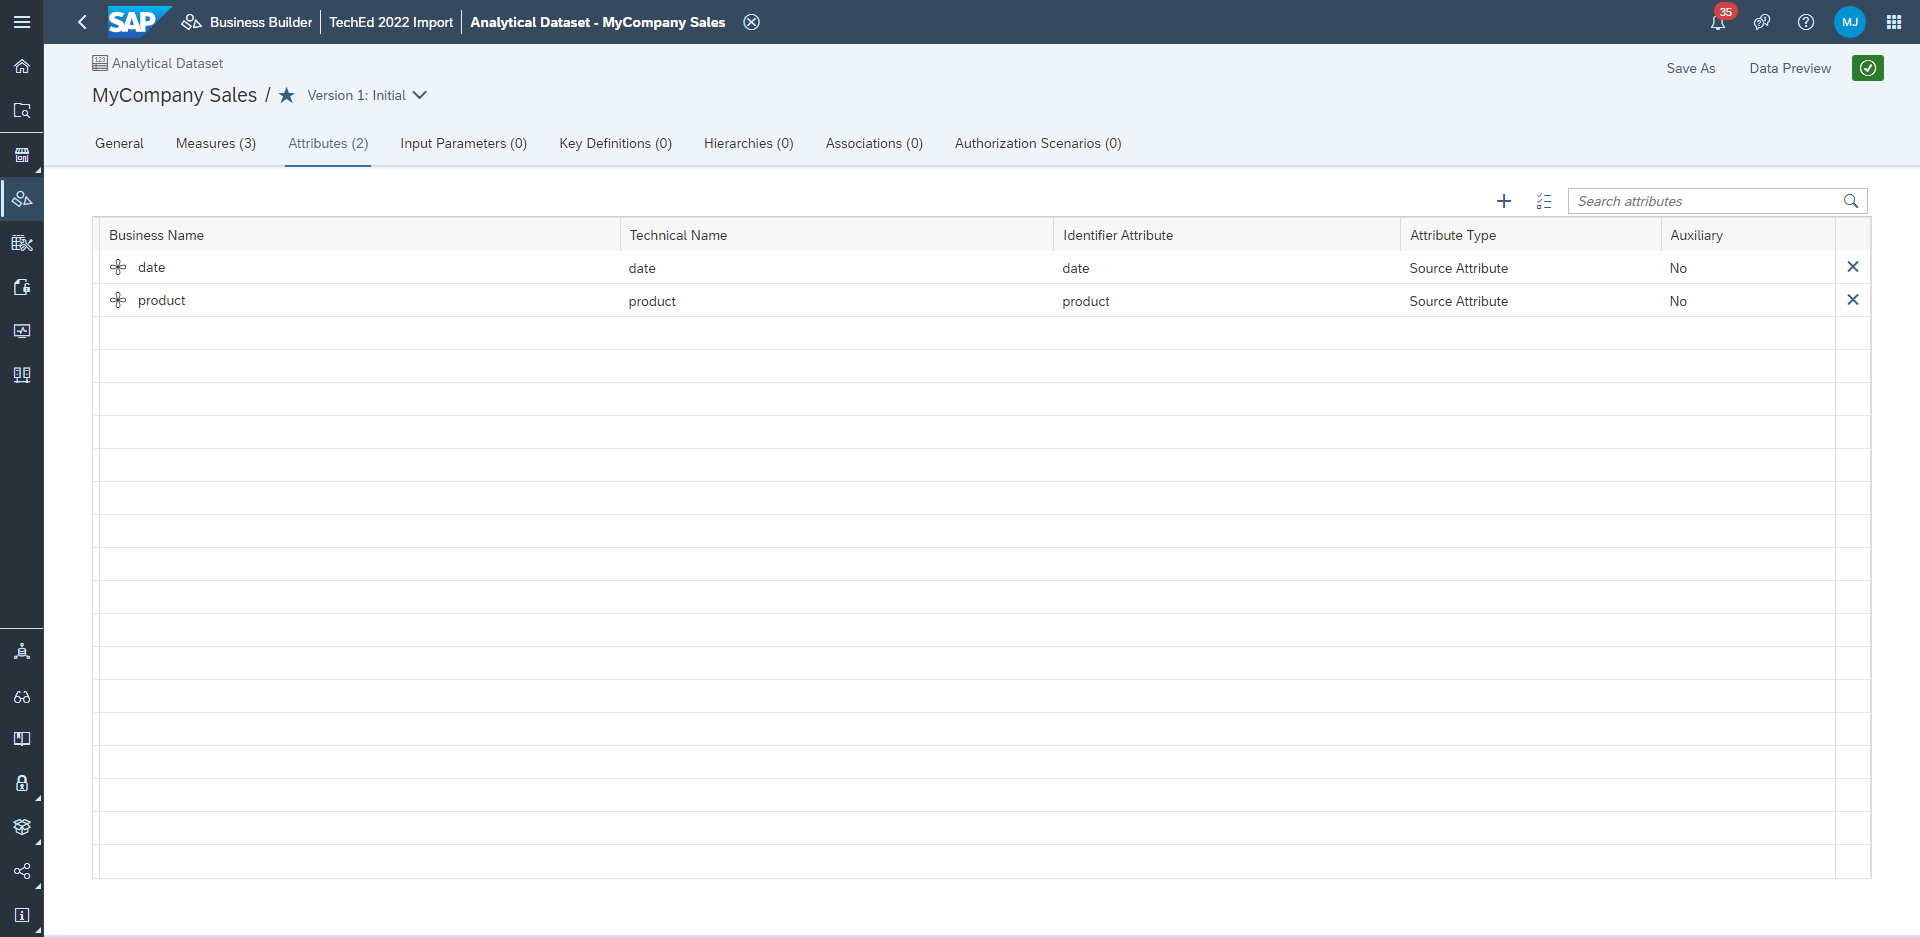 SAP Business Builder TechEd 2022 Import Analytical Dataset - MyCompany Sales 35 MJ
Analytical Dataset
Save As Data Preview
MyCompany Sales / Version 1: Initial
General Measures (3) Attributes (2) Input Parameters (0) Key Definitions (0) Hierarchies (0) Associations (0) Authorization Scenarios (0)
Search attributes
Business Name Technical Name Identifier Attribute Attribute Type Auxiliary
date date date Source Attribute No
product product product Source Attribute No